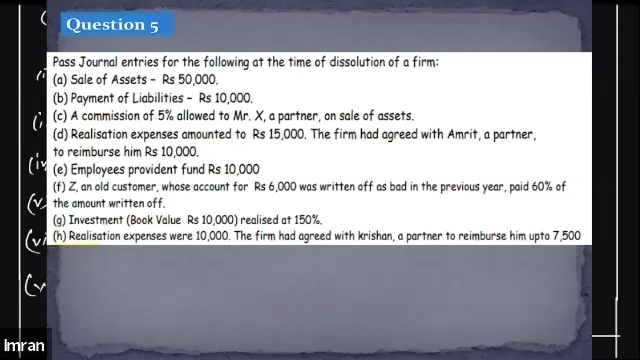 Question 5
Pass Journal entries for the following at the time of dissolution of a firm:
(a) Sale of Assets – Rs 50,000.
(b) Payment of Liabilities – Rs 10,000.
(c) A commission of 5% allowed to Mr. X, a partner, on sale of assets.
(d) Realisation expenses amounted to Rs 15,000. The firm had agreed with Amrit, a partner,
to reimburse him Rs 10,000.
(e) Employees provident fund Rs 10,000
(f) Z, an old customer, whose account for Rs 6,000 was written off as bad in the previous year, paid 60% of
the amount written off.
(g) Investment (Book Value Rs 10,000) realised at 150%.
(h) Realisation expenses were 10,000. The firm had agreed with krishan, a partner to reimburse him upto 7,500
Imran